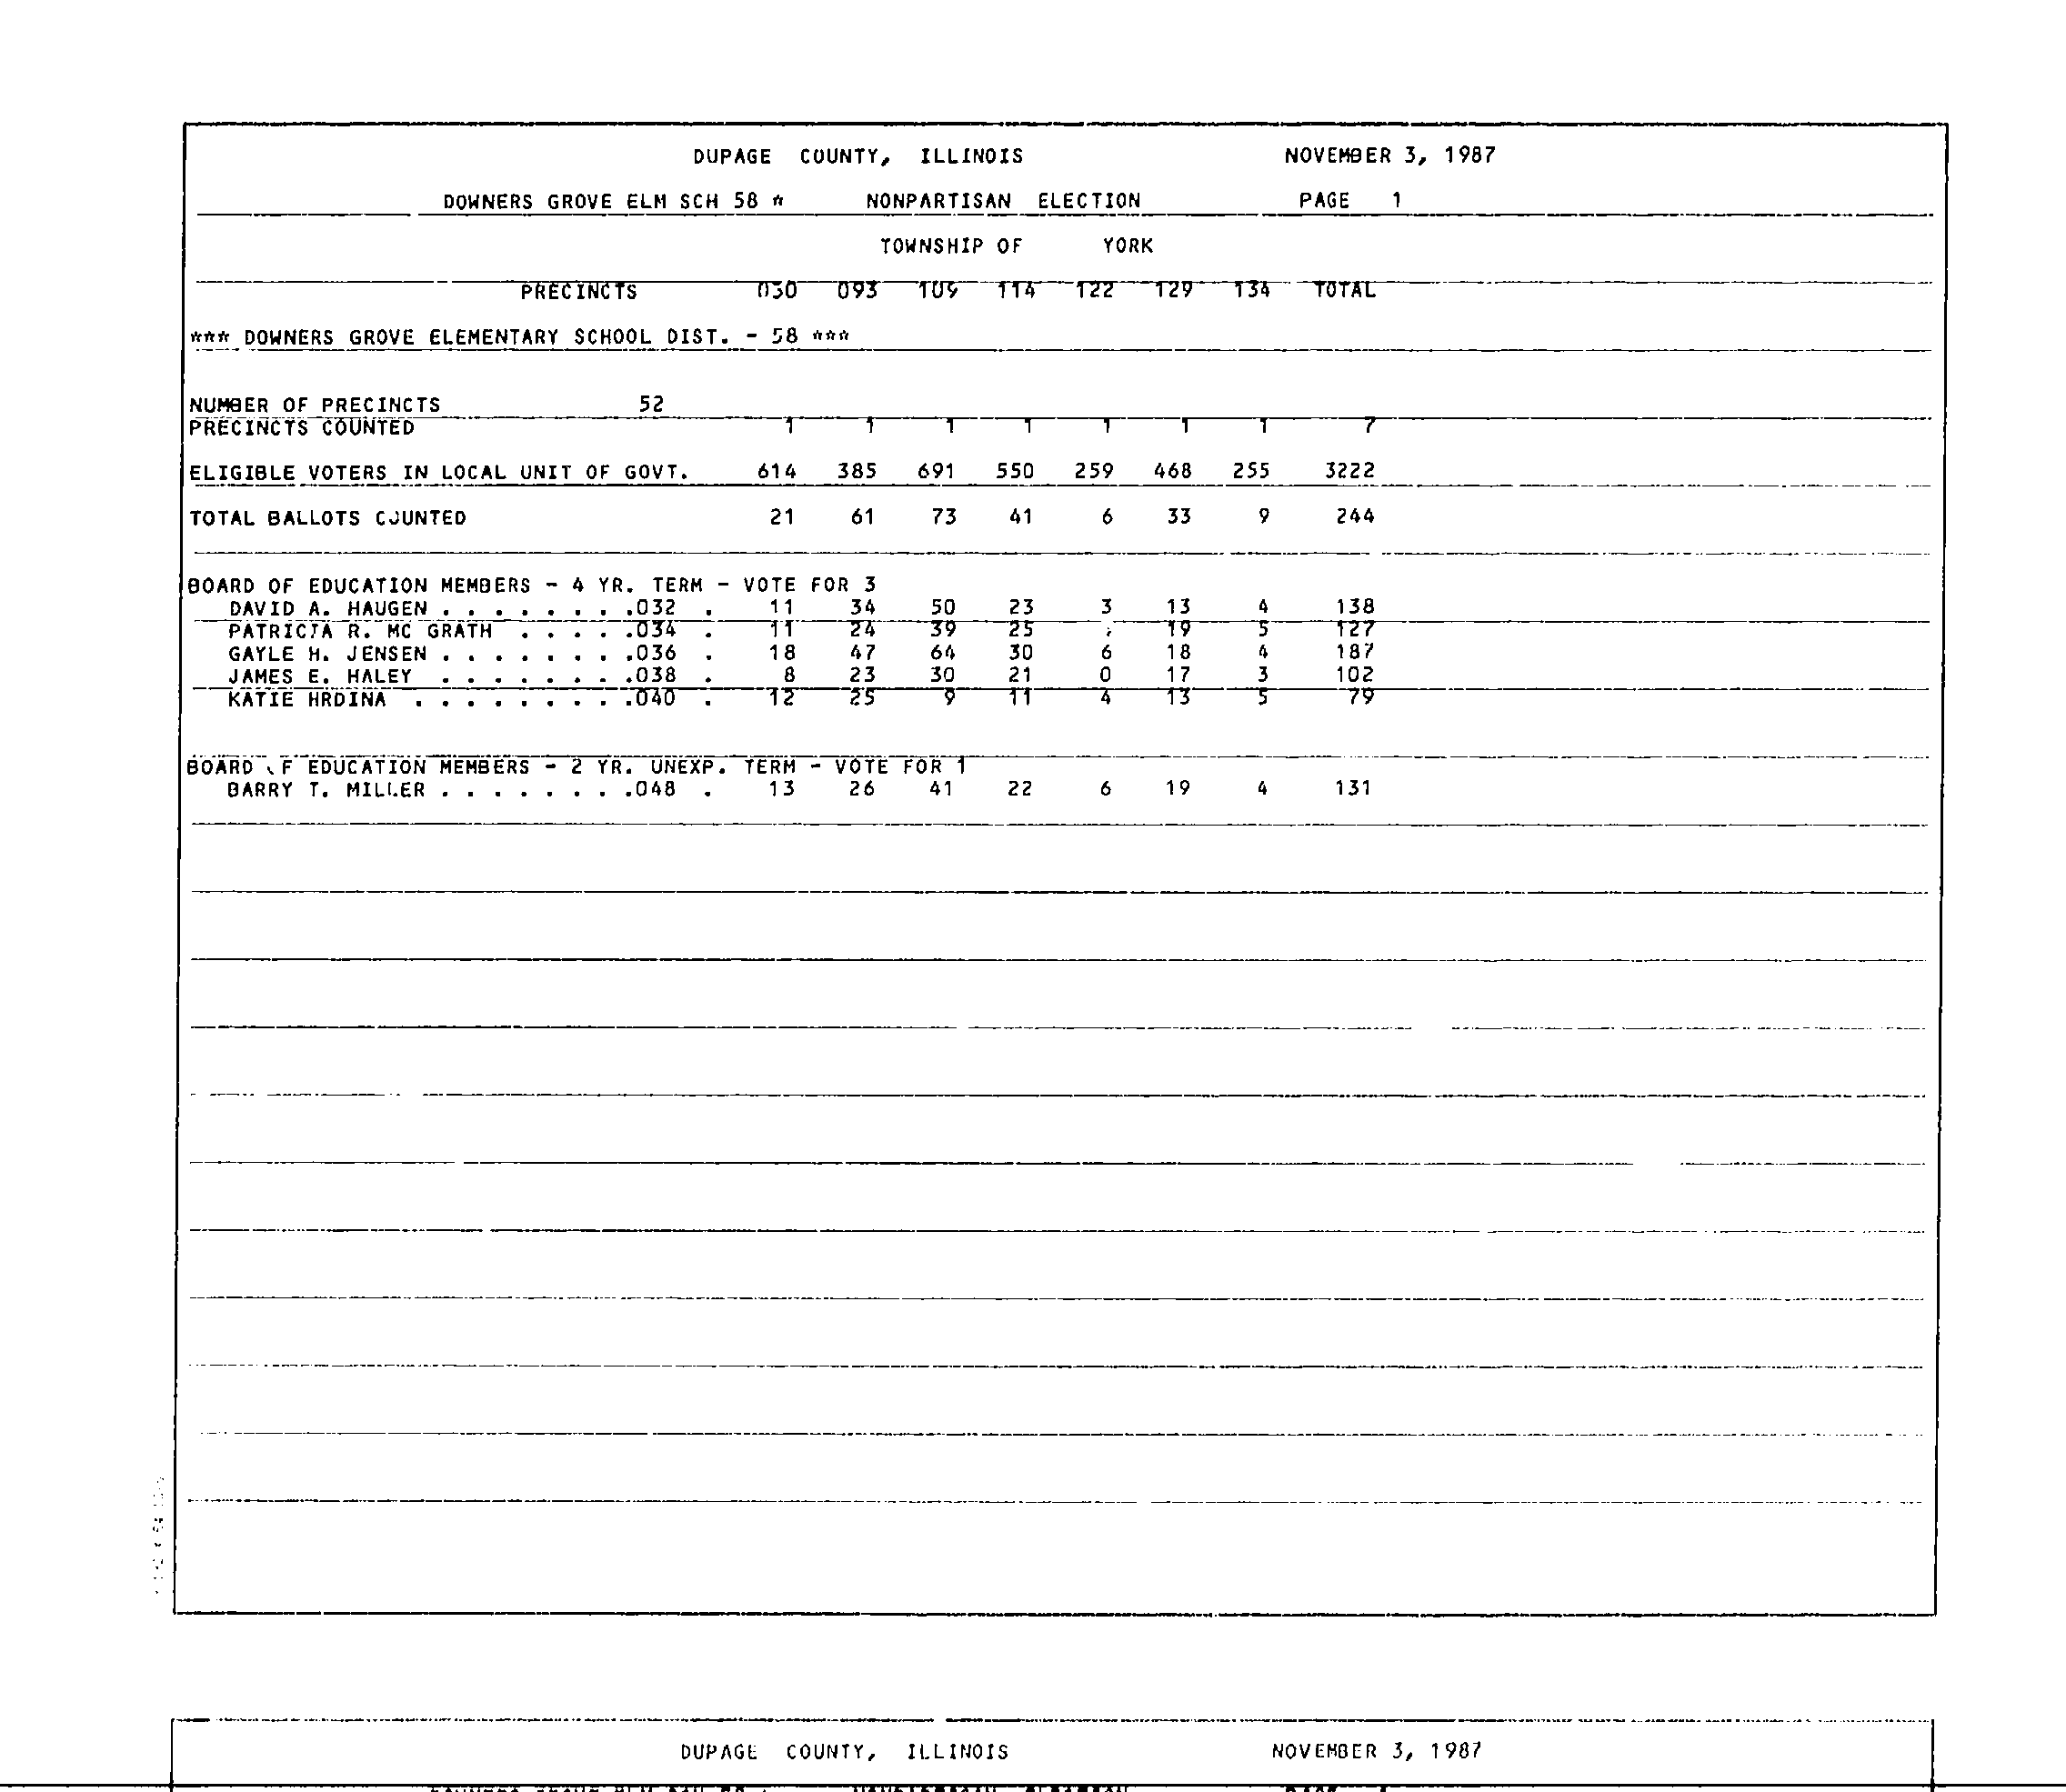 DUPAGE COUNTY, ILLINOIS NOVEMBER 3, 1987
DOWNERS GROVE ELM SCH 58 * NONPARTISAN ELECTION PAGE 1
TOWNSHIP OF YORK
PRECINCTS 030 093 109 114 122 129 134 TOTAL
*** DOWNERS GROVE ELEMENTARY SCHOOL DIST. - 58 ***
NUMBER OF PRECINCTS 52
PRECINCTS COUNTED 1 1 1 1 1 1 1 7
ELIGIBLE VOTERS IN LOCAL UNIT OF GOVT. 614 385 691 550 259 468 255 3222
TOTAL BALLOTS COUNTED 21 61 73 41 6 33 9 244
BOARD OF EDUCATION MEMBERS - 4 YR. TERM - VOTE FOR 3
DAVID A. HAUGEN . . . . . . . .032 . 11 34 50 23 3 13 4 138
PATRICIA R. MC GRATH . . . . .034 . 11 24 39 25 19 5 127
GAYLE H. JENSEN . . . . . . . .036 . 18 47 64 30 6 18 4 187
JAMES E. HALEY . . . . . . . .038 . 8 23 30 21 0 17 3 102
KATIE HRDINA . . . . . . . . .040 . 12 25 9 11 4 13 5 79
BOARD OF EDUCATION MEMBERS - 2 YR. UNEXP. TERM - VOTE FOR 1
BARRY T. MILLER . . . . . . . .048 . 13 26 41 22 6 19 4 131
DUPAGE COUNTY, ILLINOIS NOVEMBER 3, 1987